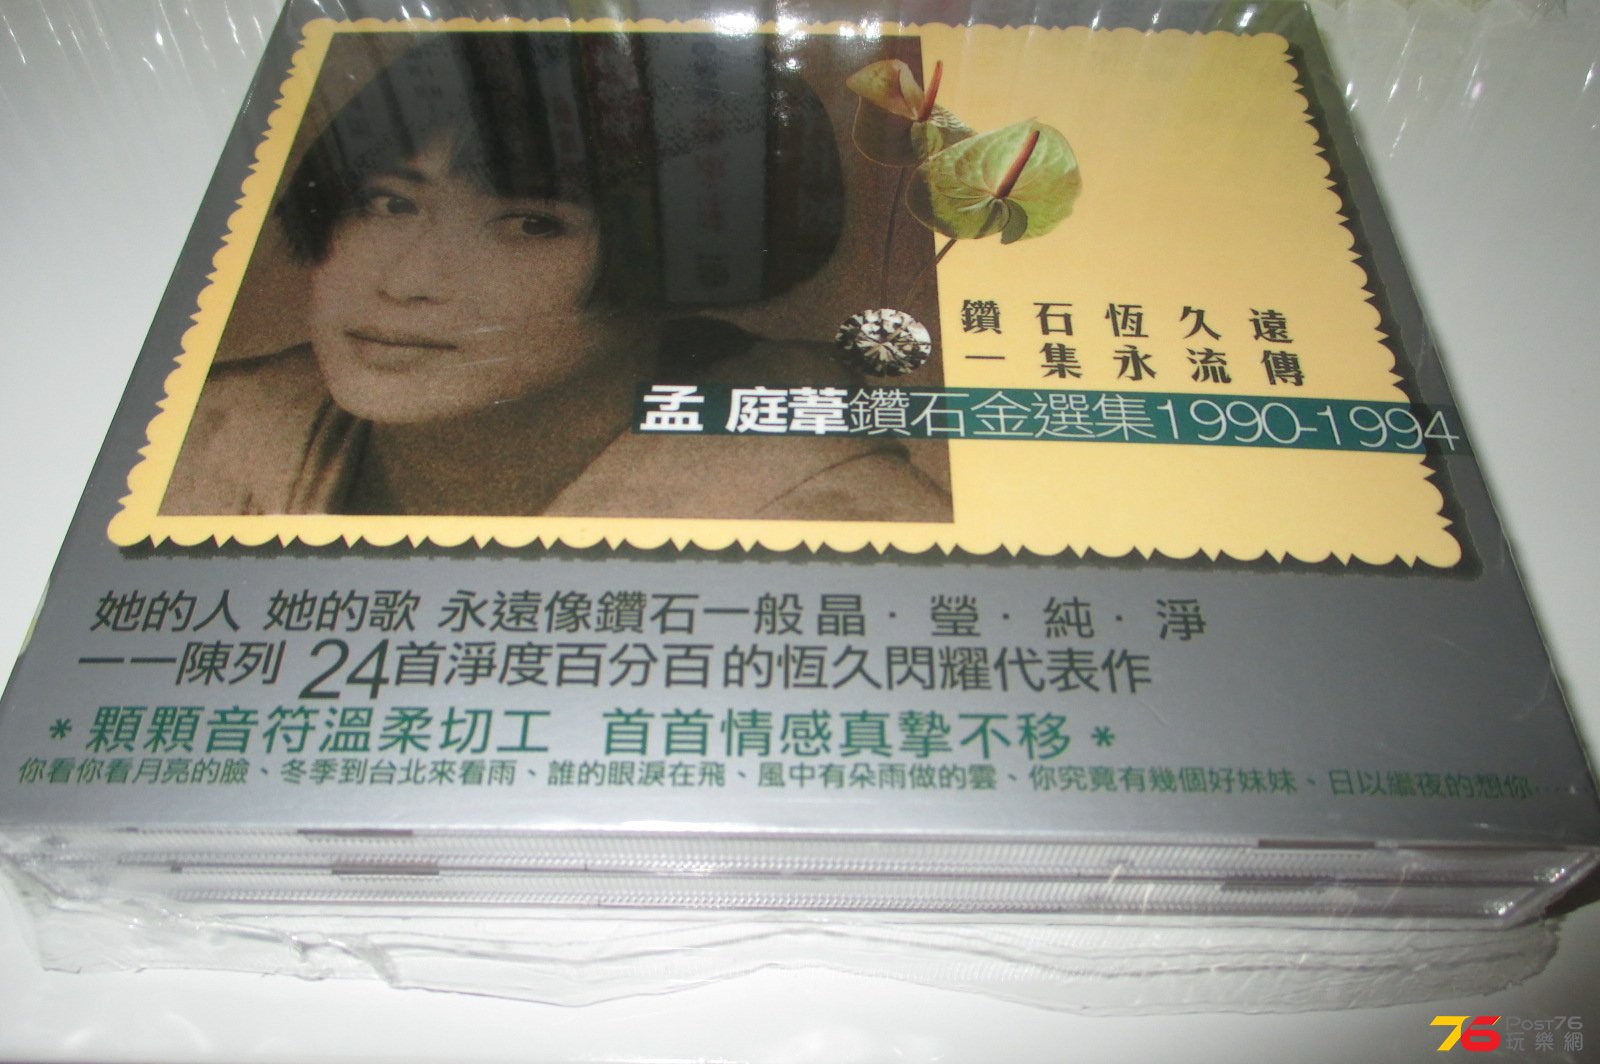 鑽石恆久遠
一集永流傳
孟庭葦鑽石金選集1990-1994
她的人 她的歌 永遠像鑽石一般晶·瑩·純·淨
一一陳列 24首淨度百分百的恆久閃耀代表作
* 顆顆音符溫柔切工 首首情感真摯不移 *
你看你看月亮的臉、冬季到台北來看雨、誰的眼淚在飛、風中有朵雨做的雲、你究竟有幾個好妹妹、日以繼夜的想你……
76 Post76
玩樂網